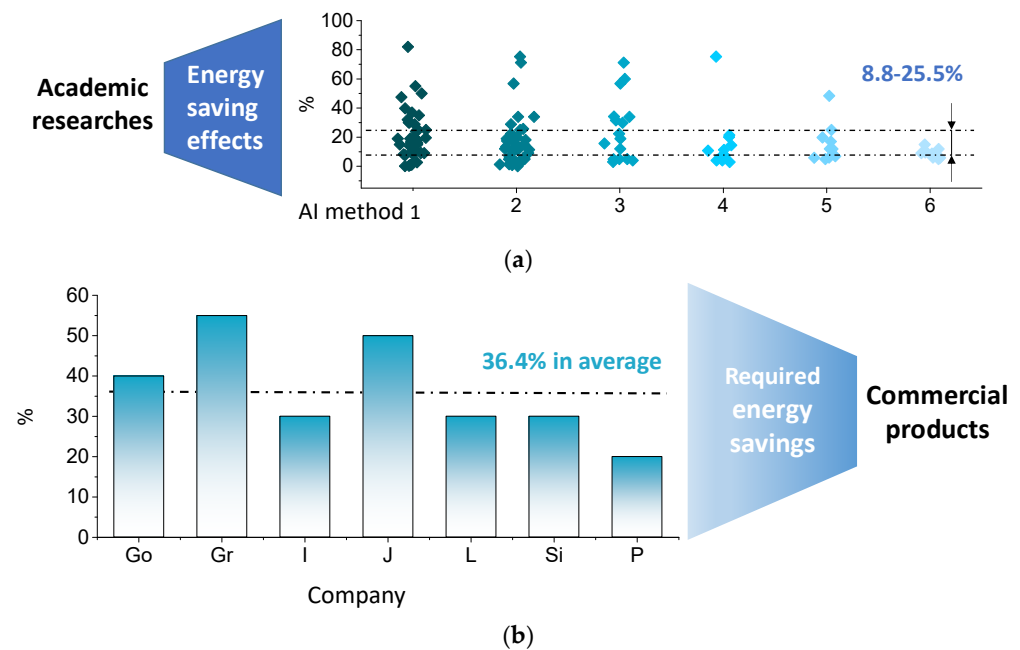 Academic
researches
Energy
saving
effects
%
100
80
60
40
20
0
8.8-25.5%
AI method 1
2
3
4
5
6
(a)
%
60
50
40
30
20
10
0
36.4% in average
Go
Gr
I
J
L
Si
P
Company
Required
energy
savings
Commercial
products
(b)